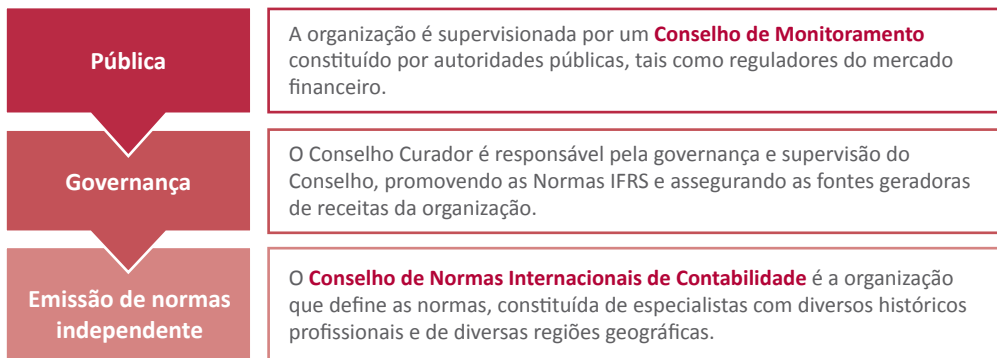 Pública
A organização é supervisionada por um Conselho de Monitoramento
constituído por autoridades públicas, tais como reguladores do mercado
financeiro.
Governança
O Conselho Curador é responsável pela governança e supervisão do
Conselho, promovendo as Normas IFRS e assegurando as fontes geradoras
de receitas da organização.
Emissão de normas
independente
O Conselho de Normas Internacionais de Contabilidade é a organização
que define as normas, constituída de especialistas com diversos históricos
profissionais e de diversas regiões geográficas.